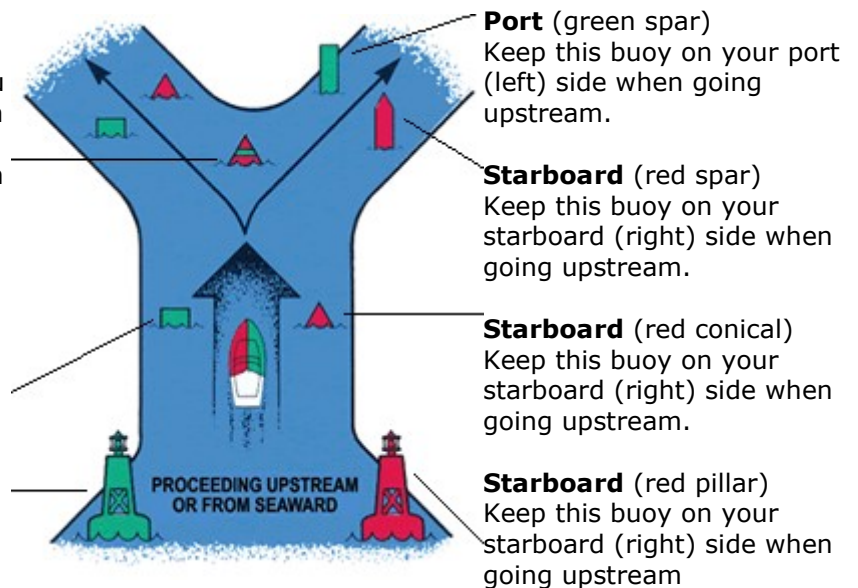 Port (green spar)
Keep this buoy on your port
(left) side when going
upstream.
Starboard (red spar)
Keep this buoy on your
starboard (right) side when
going upstream.
Starboard (red conical)
Keep this buoy on your
starboard (right) side when
going upstream.
PROCEEDING UPSTREAM
OR FROM SEAWARD
Starboard (red pillar)
Keep this buoy on your
starboard (right) side when
going upstream